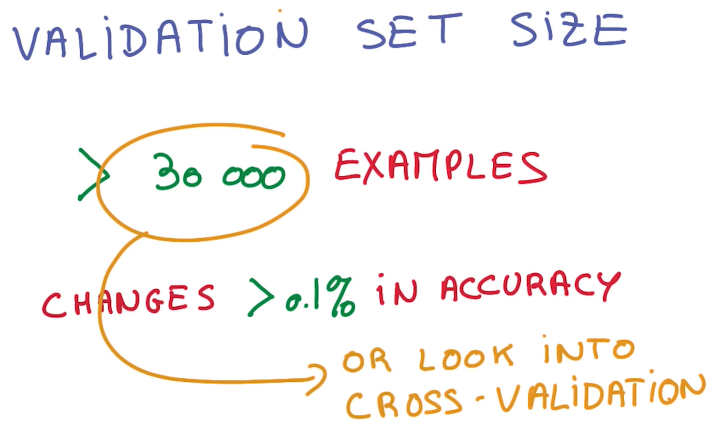 VALiDATiON SET SiZE
> 30 000 EXAMPLES
CHANGES > 0.1% iN ACCURACY
OR LOOK iNTO
CROSS-VALiDATiON